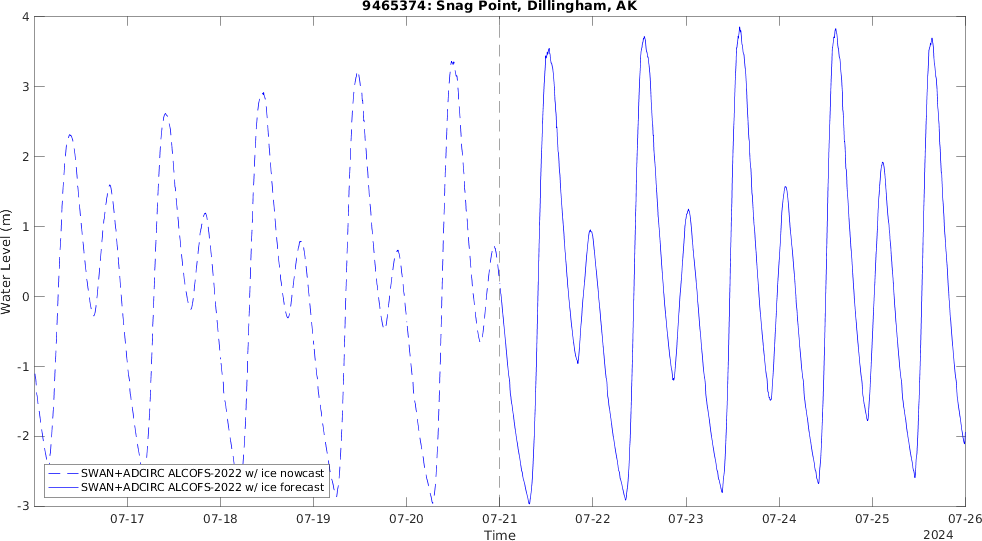 9465374: Snag Point, Dillingham, AK
Water Level (m)
4
3
2
1
0
-1
-2
-3
SWAN+ADCIRC ALCOFS-2022 w/ ice nowcast
SWAN+ADCIRC ALCOFS-2022 w/ ice forecast
07-17 07-18 07-19 07-20 07-21 07-22 07-23 07-24 07-25 07-26
Time
2024